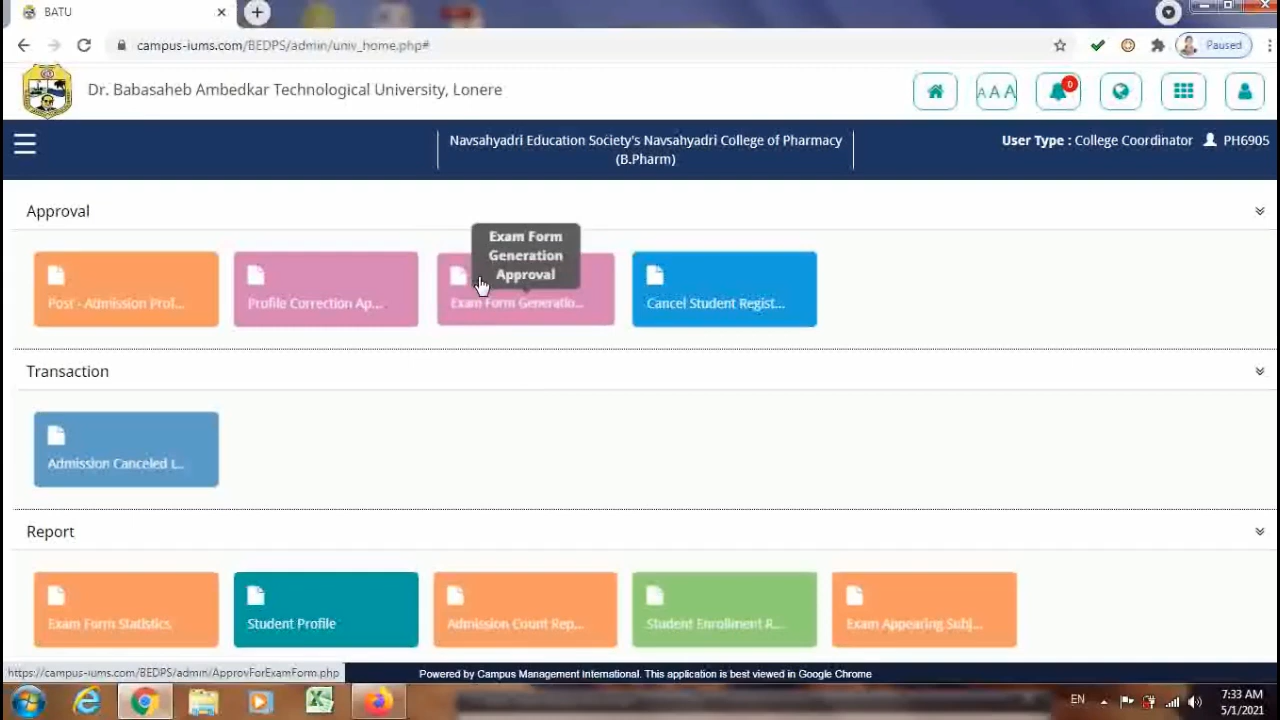 BATU
campus-iums.com/BEDPS/admin/univ_home.php#
Paused
Dr. Babasaheb Ambedkar Technological University, Lonere
A A A
0
Navsahyadri Education Society's Navsahyadri College of Pharmacy
(B.Pharm)
User Type : College Coordinator PH6905
Approval
Exam Form
Generation
Approval
Post - Admission Prof...
Profile Correction Ap...
Exam Form Generatio...
Cancel Student Regist...
Transaction
Admission Canceled L...
Report
Exam Form Statistics
Student Profile
Admission Count Rep...
Student Enrollment R...
Exam Appearing Subj...
https://campus-iums.com/BEDPS/admin/ApprovForExamForm.php
Powered by Campus Management International. This application is best viewed in Google Chrome
EN
7:33 AM
5/1/2021